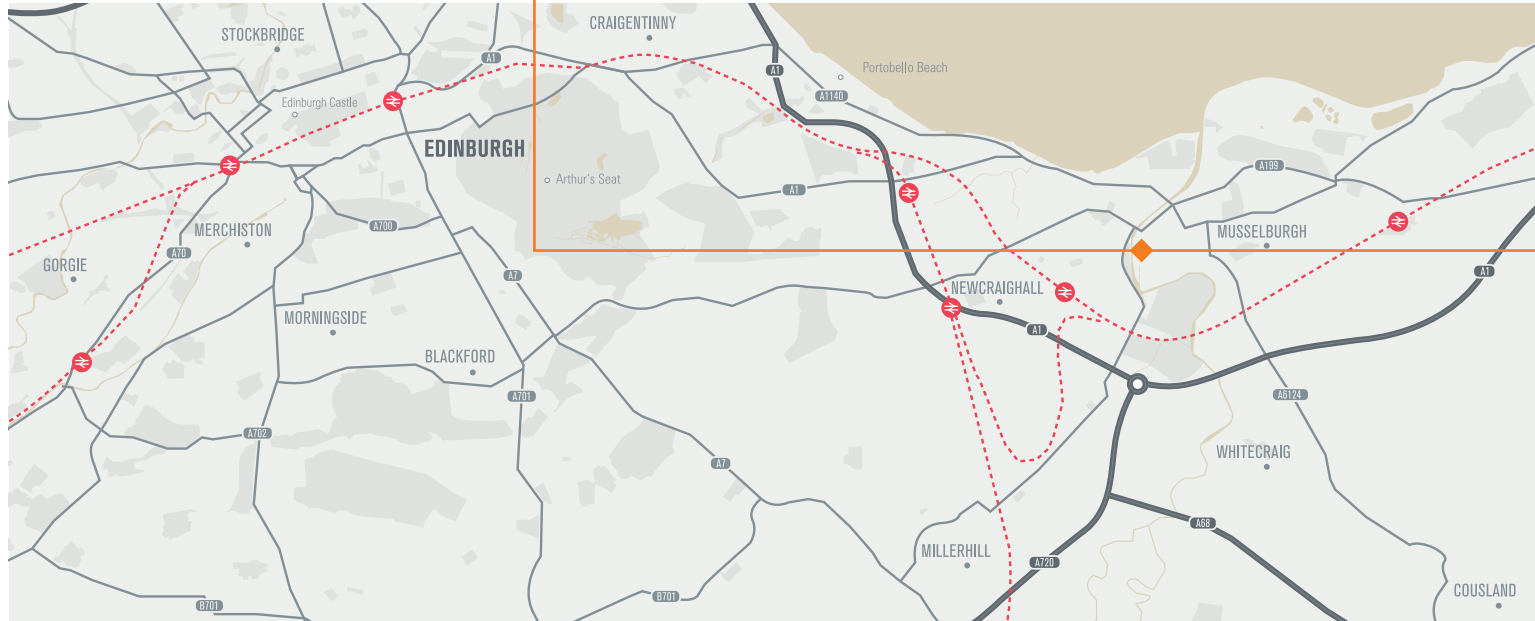 CRAIGENTINNY
STOCKBRIDGE
A1
Portobello Beach
A1
A1140
Edinburgh Castle
EDINBURGH
A199
Arthur's Seat
A1
A700
MERCHISTON
MUSSELBURGH
A70
GORGIE
A7
A1
NEWCRAIGHALL
MORNINGSIDE
A1
BLACKFORD
A701
A6124
A702
WHITECRAIG
A7
A68
MILLERHILL
A720
COUSLAND
B701
B701